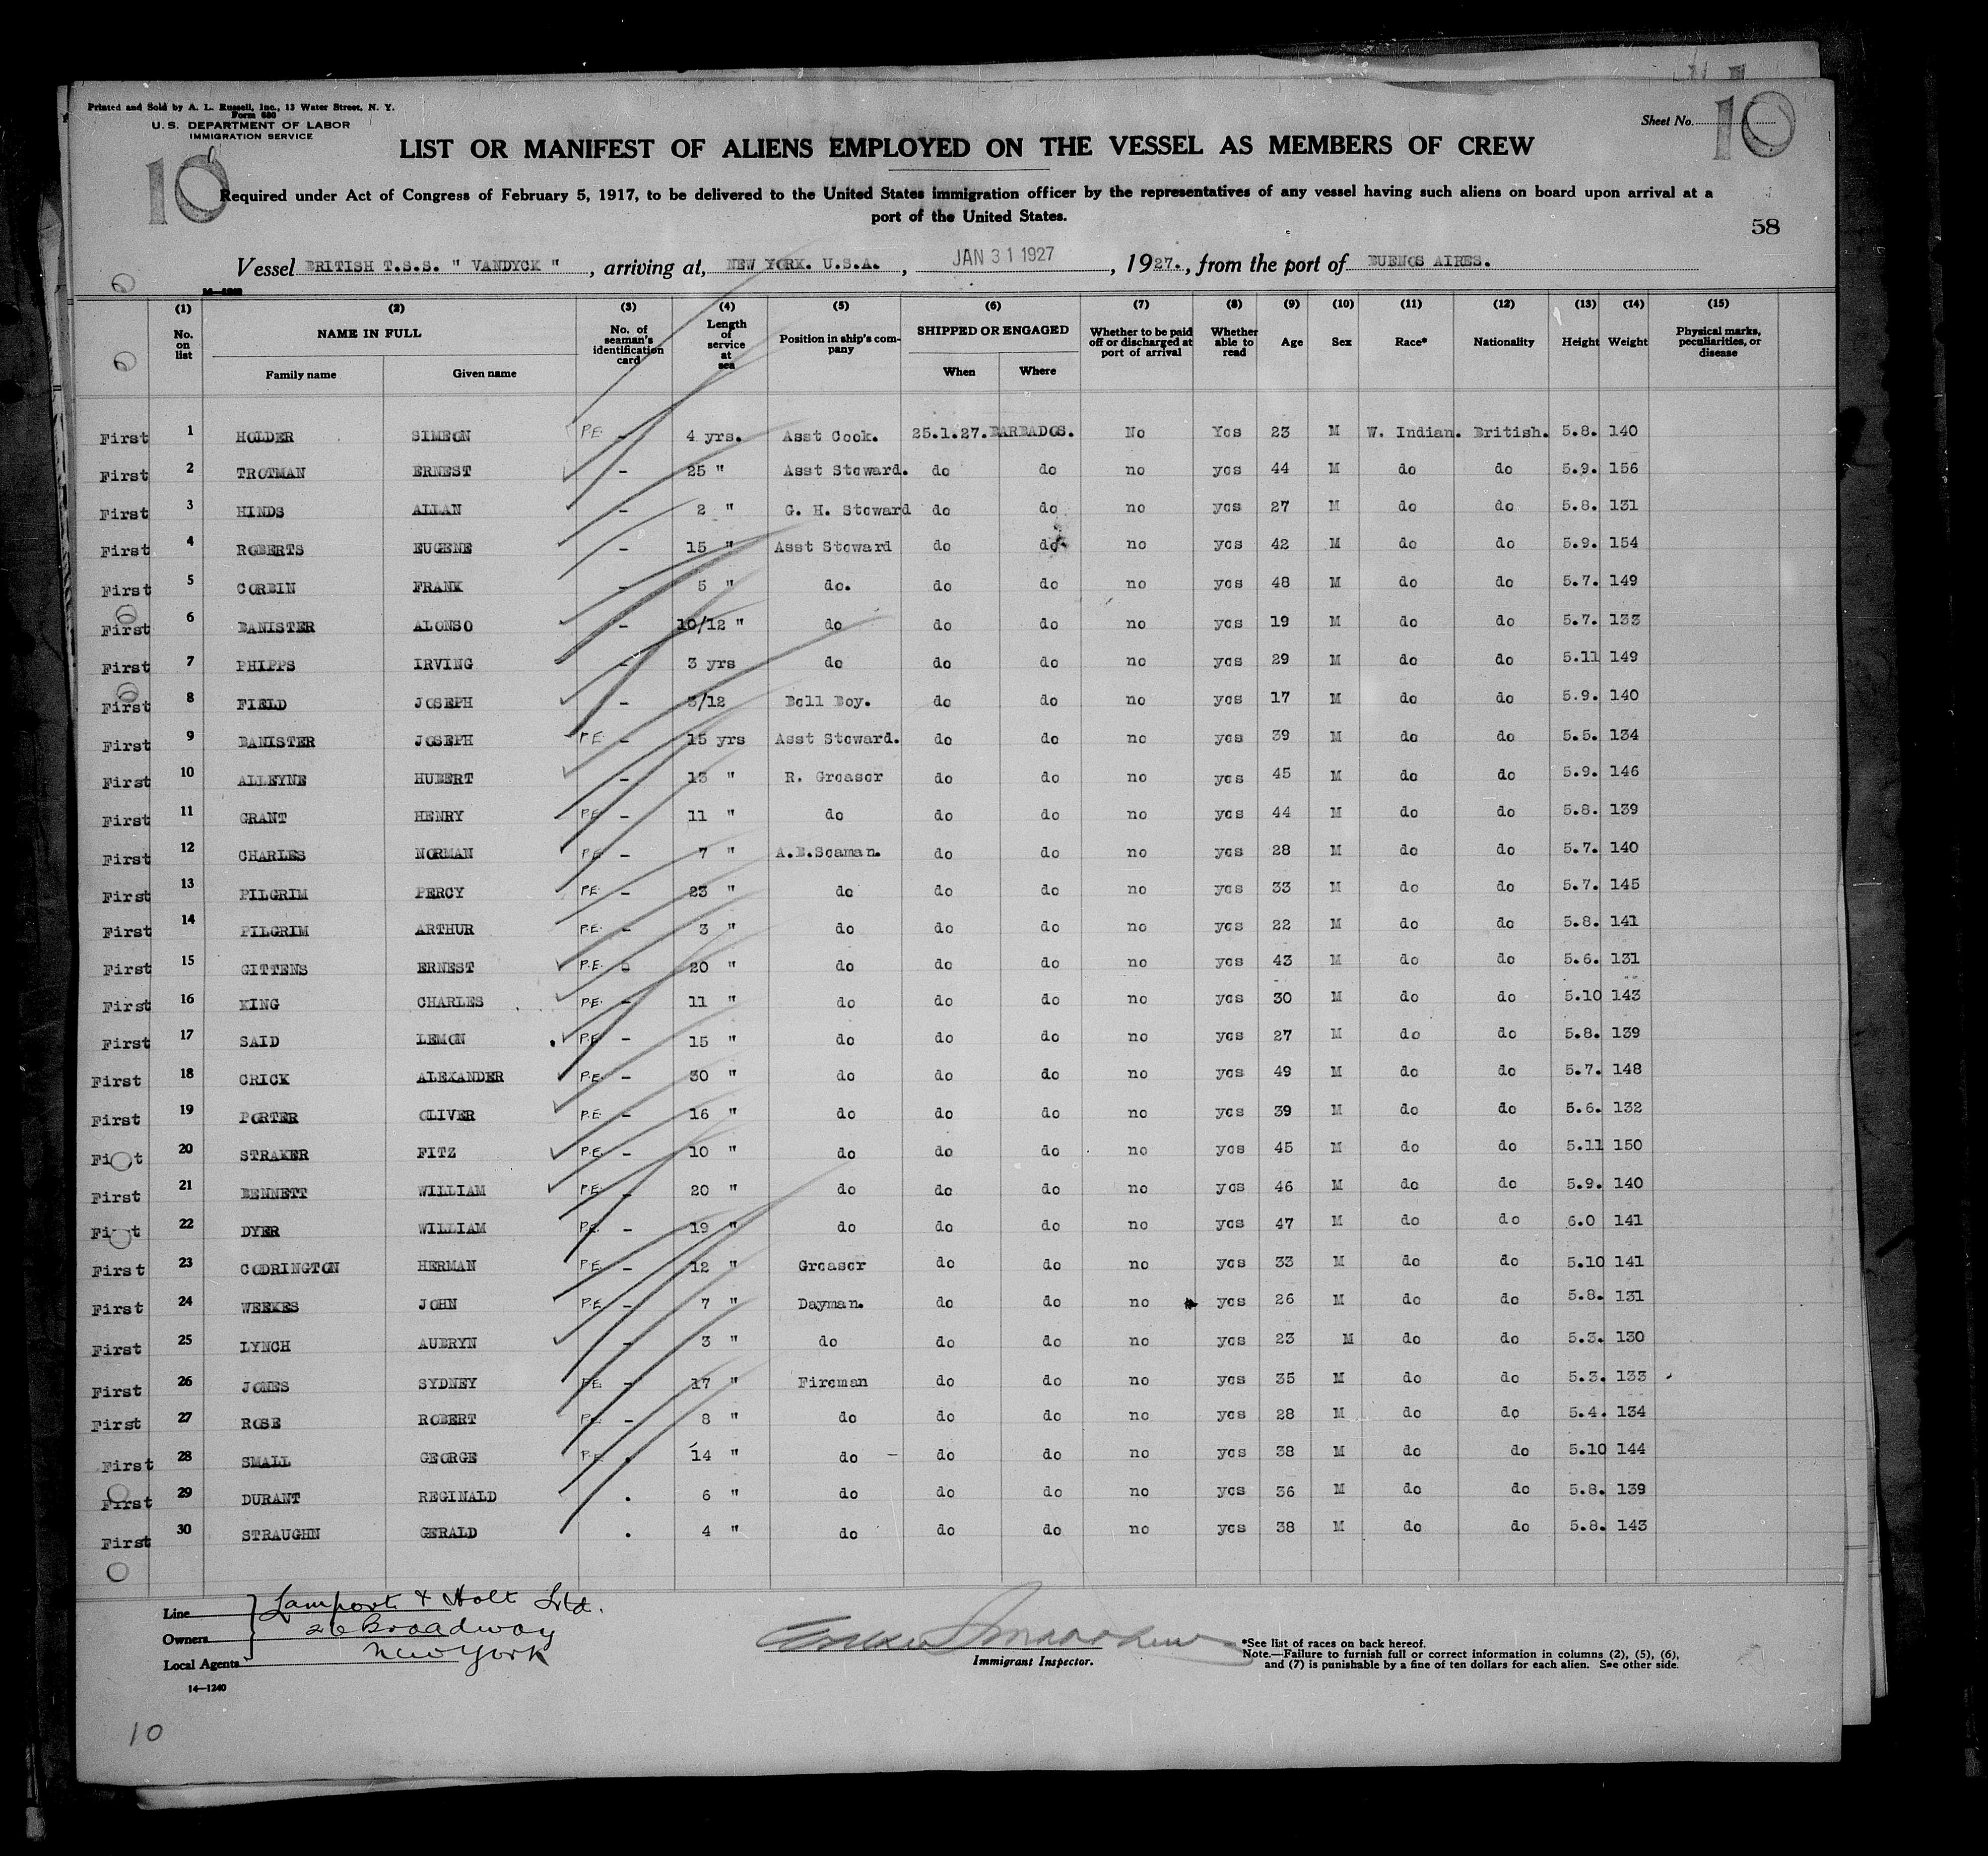 Printed and Sold by A. L. Russell, Inc., 13 Water Street, N. Y.
Form 680
U. S. DEPARTMENT OF LABOR
IMMIGRATION SERVICE
Sheet No.
10
10
LIST OR MANIFEST OF ALIENS EMPLOYED ON THE VESSEL AS MEMBERS OF CREW
Required under Act of Congress of February 5, 1917, to be delivered to the United States immigration officer by the representatives of any vessel having such aliens on board upon arrival at a
port of the United States.
58
Vessel BRITISH T.S.S. " VANDYCK " , arriving at, NEW YORK. U.S.A. , JAN 31 1927 , 1927. , from the port of BUENOS AIRES.
14—1240
(1) (2) (3) (4) (5) (6) (7) (8) (9) (10) (11) (12) (13) (14) (15)
No. on list NAME IN FULL Family name Given name No. of seaman's identification card Length of service at sea Position in ship's company SHIPPED OR ENGAGED When Where Whether to be paid off or discharged at port of arrival Whether able to read Age Sex Race* Nationality Height Weight Physical marks, peculiarities, or disease
First 1 HOLDER SIMEON P.E. – 4 yrs. Asst Cook. 25.1.27. BARBADOS. No Yes 23 M W. Indian. British. 5.8. 140
First 2 TROTMAN ERNEST – 25 " Asst Steward. do do no yes 44 M do do 5.9. 156
First 3 HINDS ALLAN – 2 " G. H. Steward do do no yes 27 M do do 5.8. 131
First 4 ROBERTS EUGENE – 15 " Asst Steward do do no yes 42 M do do 5.9. 154
First 5 CORBIN FRANK – 5 " do. do do no yes 48 M do do 5.7. 149
First 6 BANISTER ALONSO – 10/12 " do do do no yes 19 M do do 5.7. 133
First 7 PHIPPS IRVING – 3 yrs do do do no yes 29 M do do 5.11 149
First 8 FIELD JOSEPH – 3/12 Bell Boy. do do no yes 17 M do do 5.9. 140
First 9 BANISTER JOSEPH P.E. – 15 yrs Asst Steward. do do no yes 39 M do do 5.5. 134
First 10 ALLEYNE HUBERT – 13 " R. Greaser do do no yes 45 M do do 5.9. 146
First 11 GRANT HENRY P.E. – 11 " do do do no yes 44 M do do 5.8. 139
First 12 CHARLES NORMAN P.E. – 7 " A.B.Seaman. do do no yes 28 M do do 5.7. 140
First 13 PILGRIM PERCY P.E. – 23 " do do do no yes 33 M do do 5.7. 145
First 14 PILGRIM ARTHUR P.E. – 3 " do do do no yes 22 M do do 5.8. 141
First 15 GITTENS ERNEST P.E. – 20 " do do do no yes 43 M do do 5.6. 131
First 16 KING CHARLES P.E. – 11 " do do do no yes 30 M do do 5.10 143
First 17 SAID LEMON P.E. – 15 " do do do no yes 27 M do do 5.8. 139
First 18 CRICK ALEXANDER P.E. – 30 " do do do no yes 49 M do do 5.7. 148
First 19 PORTER OLIVER P.E. – 16 " do do do no yes 39 M do do 5.6. 132
First 20 STRAKER FITZ P.E. – 10 " do do do no yes 45 M do do 5.11 150
First 21 BENNETT WILLIAM P.E. – 20 " do do do no yes 46 M do do 5.9. 140
First 22 DYER WILLIAM P.E. – 19 " do do do no yes 47 M do do 6.0 141
First 23 CODRINGTON HERMAN P.E. – 12 " Greaser do do no yes 33 M do do 5.10 141
First 24 WEEKES JOHN P.E. – 7 " Dayman. do do no yes 26 M do do 5.8. 131
First 25 LYNCH AUBRYN – 3 " do do do no yes 23 M do do 5.3. 130
First 26 JONES SYDNEY P.E. – 17 " Fireman do do no yes 35 M do do 5.3. 133
First 27 ROSE ROBERT P.E. – 8 " do do do no yes 28 M do do 5.4. 134
First 28 SMALL GEORGE P.E. . 14 " do – do do no yes 38 M do do 5.10 144
First 29 DURANT REGINALD . 6 " do do do no yes 36 M do do 5.8. 139
First 30 STRAUGHN GERALD . 4 " do do do no yes 38 M do do 5.8. 143
Line Lamport & Holt Ltd.
Owners 26 Broadway
Local Agents New York
Immigrant Inspector.
*See list of races on back hereof.
Note.—Failure to furnish full or correct information in columns (2), (5), (6),
and (7) is punishable by a fine of ten dollars for each alien. See other side.
14—1240
10